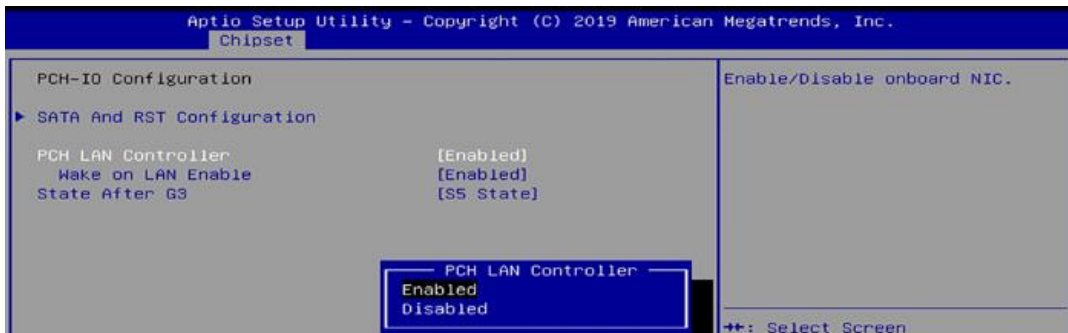 Aptio Setup Utility – Copyright (C) 2019 American Megatrends, Inc.
Chipset
PCH-IO Configuration
Enable/Disable onboard NIC.
▶ SATA And RST Configuration
PCH LAN Controller [Enabled]
Wake on LAN Enable [Enabled]
State After G3 [S5 State]
PCH LAN Controller
Enabled
Disabled
→←: Select Screen